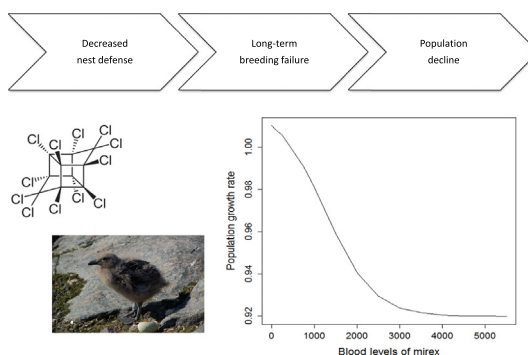 Decreased
nest defense
Long-term
breeding failure
Population
decline
Cl
Cl
Cl
Cl
Cl
Cl
Cl
Cl
Cl
Cl
Cl
Cl
Population growth rate
1.00
0.98
0.96
0.94
0.92
0
1000
2000
3000
4000
5000
Blood levels of mirex